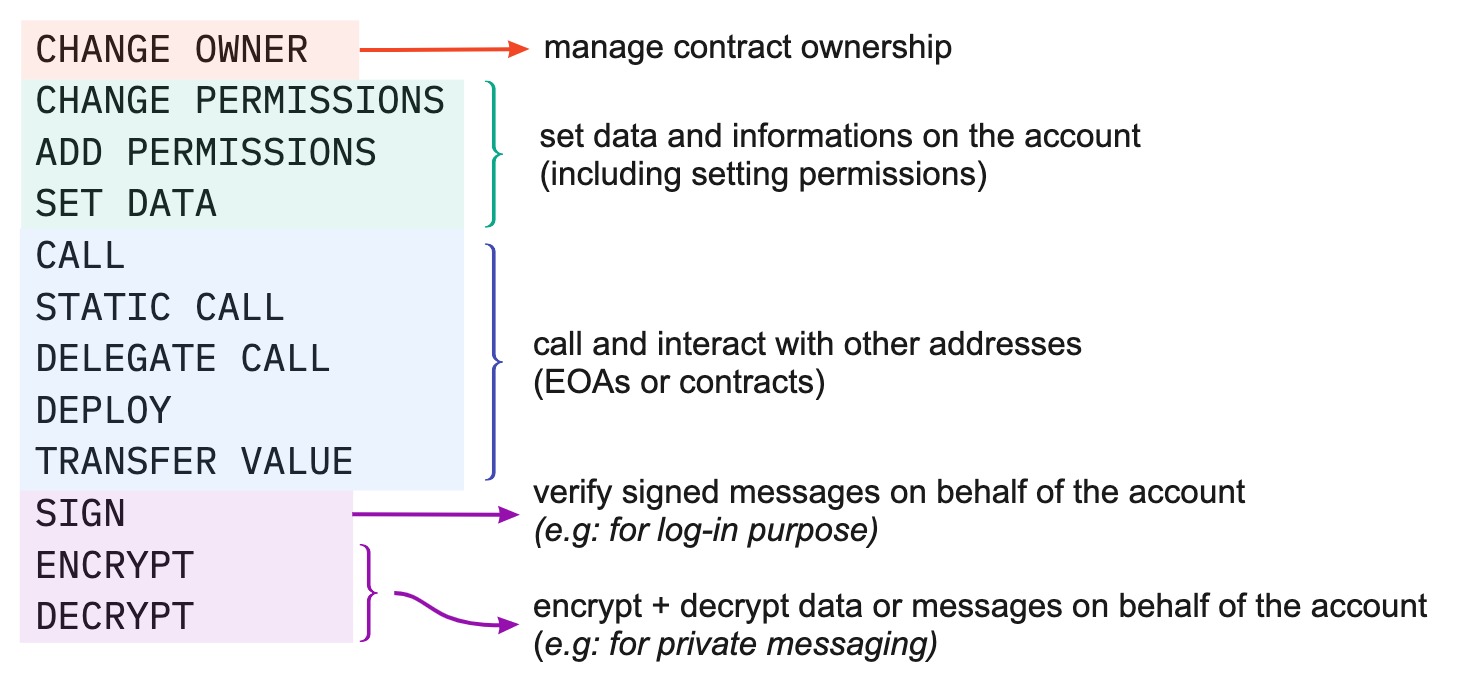 CHANGE OWNER
manage contract ownership
CHANGE PERMISSIONS
ADD PERMISSIONS
SET DATA
set data and informations on the account
(including setting permissions)
CALL
STATIC CALL
DELEGATE CALL
DEPLOY
TRANSFER VALUE
call and interact with other addresses
(EOAs or contracts)
SIGN
verify signed messages on behalf of the account
(e.g: for log-in purpose)
ENCRYPT
DECRYPT
encrypt + decrypt data or messages on behalf of the account
(e.g: for private messaging)